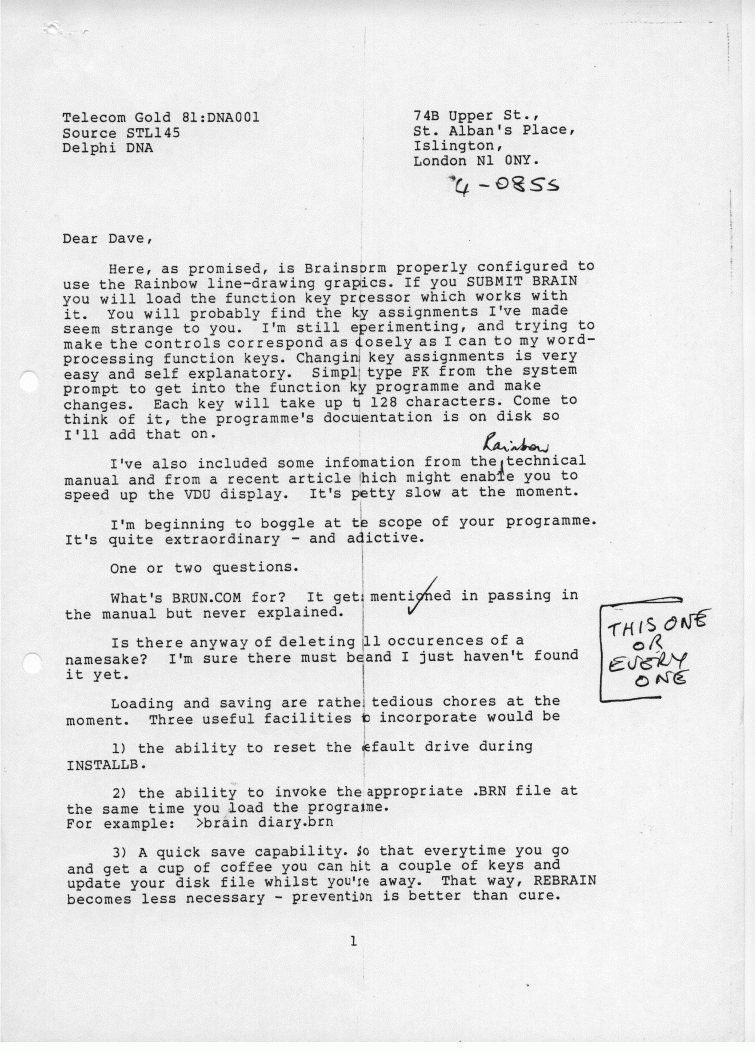 Telecom Gold 81:DNA001
Source STL145
Delphi DNA
74B Upper St.,
St. Alban's Place,
Islington,
London N1 0NY.
4-0855
Dear Dave,
Here, as promised, is Brainsorm properly configured to
use the Rainbow line-drawing grapics. If you SUBMIT BRAIN
you will load the function key prcessor which works with
it. You will probably find the ky assignments I've made
seem strange to you. I'm still eperimenting, and trying to
make the controls correspond as closely as I can to my word-
processing function keys. Changin key assignments is very
easy and self explanatory. Simpl type FK from the system
prompt to get into the function ky programme and make
changes. Each key will take up t 128 characters. Come to
think of it, the programme's documentation is on disk so
I'll add that on.
Rainbow
I've also included some infomation from the technical
manual and from a recent article hich might enable you to
speed up the VDU display. It's petty slow at the moment.
I'm beginning to boggle at te scope of your programme.
It's quite extraordinary - and adictive.
One or two questions.
What's BRUN.COM for? It get mentioned in passing in
the manual but never explained.
Is there anyway of deleting ll occurences of a
namesake? I'm sure there must be and I just haven't found
it yet.
THIS ONE
OR
EVERY
ONE
Loading and saving are rathe tedious chores at the
moment. Three useful facilities to incorporate would be
1) the ability to reset the efault drive during
INSTALLB.
2) the ability to invoke the appropriate .BRN file at
the same time you load the programme.
For example: >brain diary.brn
3) A quick save capability. So that everytime you go
and get a cup of coffee you can hit a couple of keys and
update your disk file whilst you're away. That way, REBRAIN
becomes less necessary - prevention is better than cure.
1